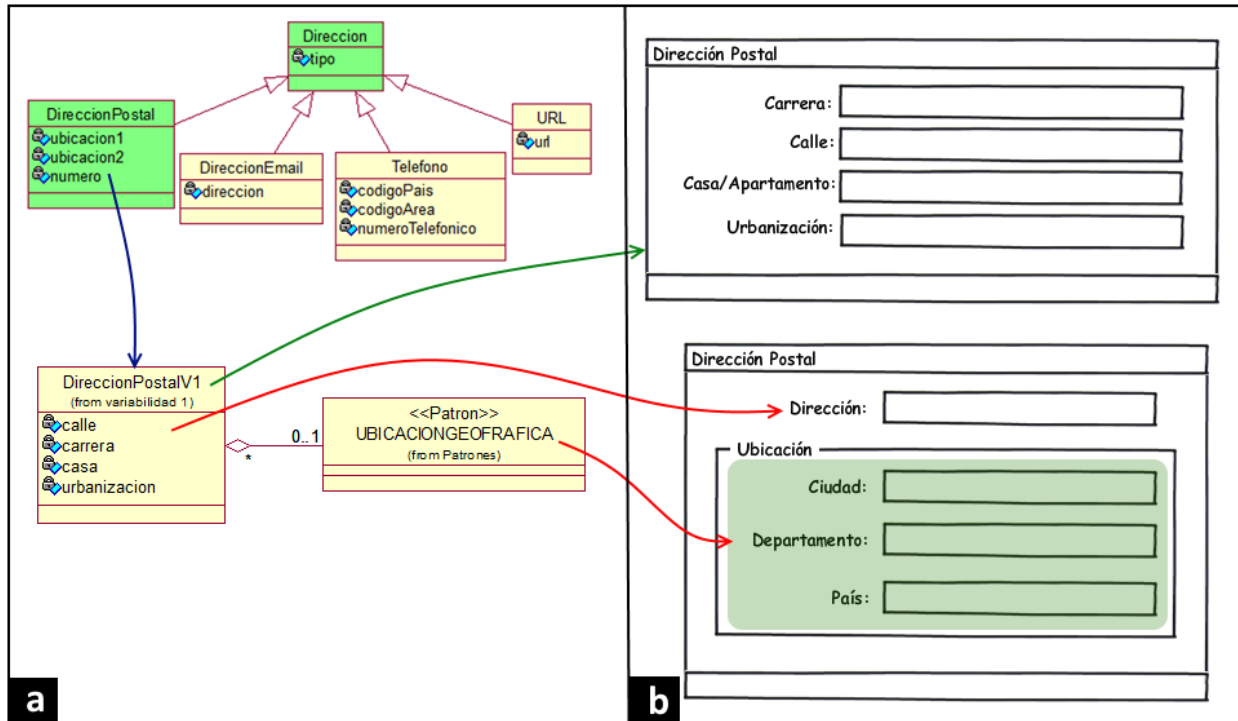 Direccion
tipo
DireccionPostal
ubicacion1
ubicacion2
numero
DireccionEmail
direccion
Telefono
codigoPais
codigoArea
numeroTelefonico
URL
url
DireccionPostalV1
(from variabilidad 1)
calle
carrera
casa
urbanizacion
0..1
*
<<Patron>>
UBICACIONGEOFRAFICA
(from Patrones)
a
Dirección Postal
Carrera:
Calle:
Casa/Apartamento:
Urbanización:
Dirección Postal
Dirección:
Ubicación
Ciudad:
Departamento:
País:
b